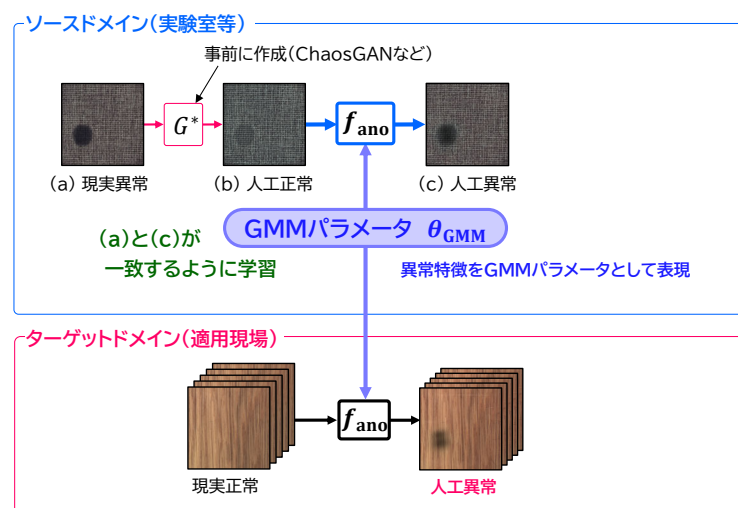 ソースドメイン(実験室等)
事前に作成(ChaosGANなど)
G*
f_ano
(a) 現実異常
(b) 人工正常
(c) 人工異常
GMMパラメータ θ_GMM
(a)と(c)が
一致するように学習
異常特徴をGMMパラメータとして表現
ターゲットドメイン(適用現場)
f_ano
現実正常
人工異常